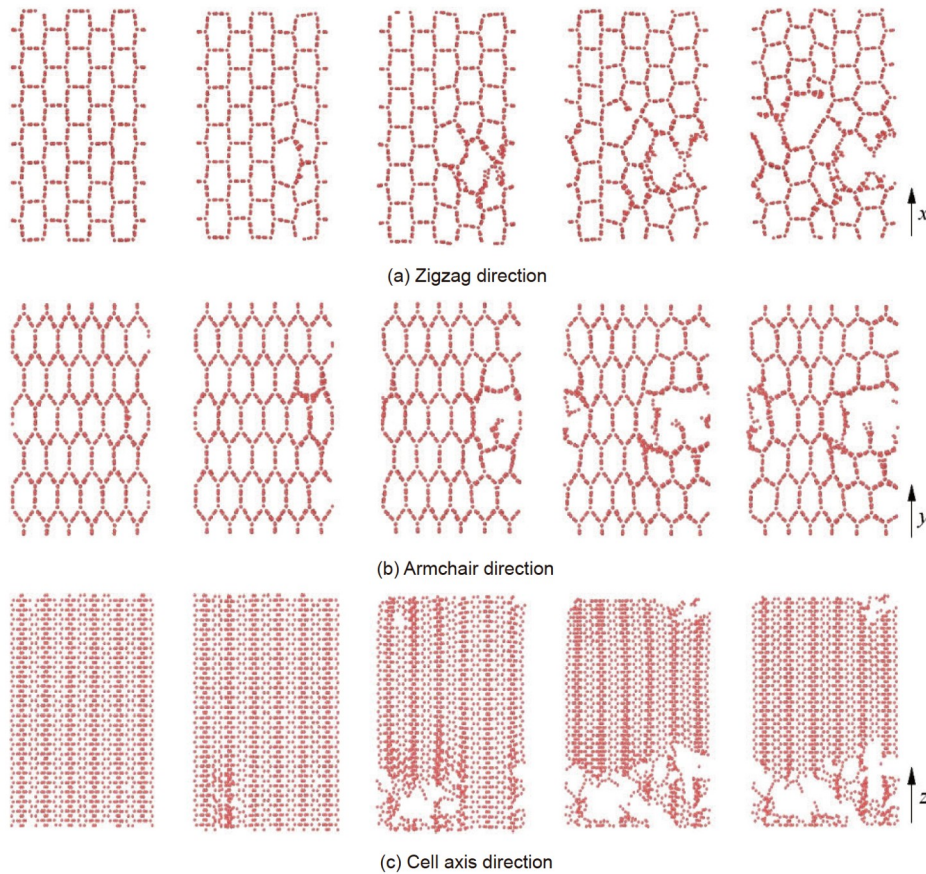 x
(a) Zigzag direction
y
(b) Armchair direction
z
(c) Cell axis direction